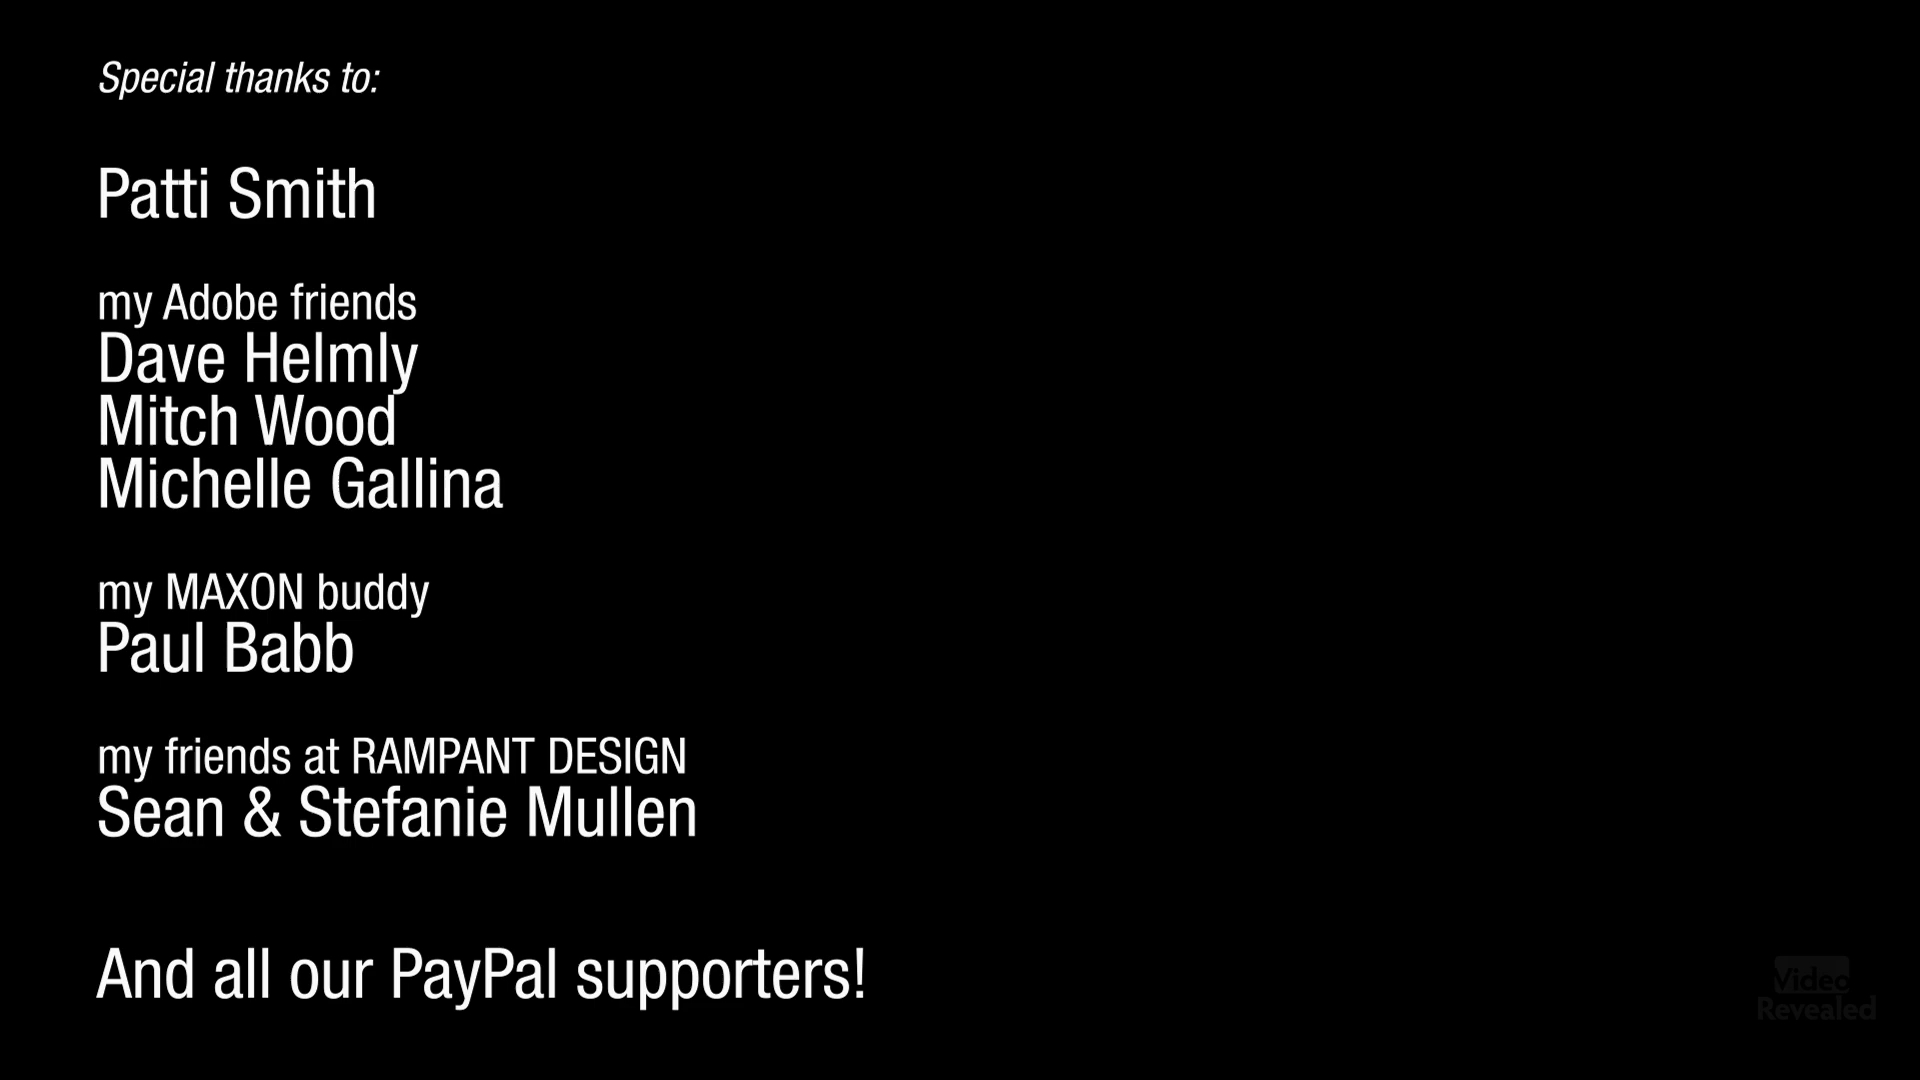 Special thanks to:
Patti Smith
my Adobe friends
Dave Helmly
Mitch Wood
Michelle Gallina
my MAXON buddy
Paul Babb
my friends at RAMPANT DESIGN
Sean & Stefanie Mullen
And all our PayPal supporters!
Video
Revealed